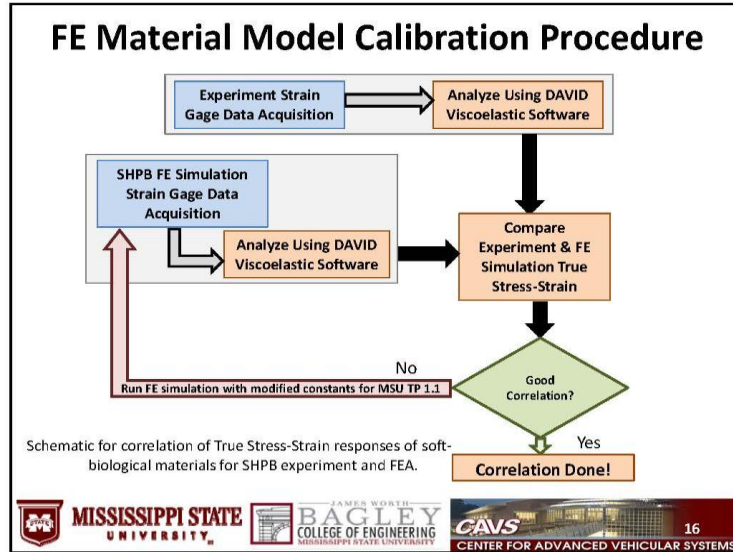 FE Material Model Calibration Procedure
Experiment Strain
Gage Data Acquisition
Analyze Using DAVID
Viscoelastic Software
SHPB FE Simulation
Strain Gage Data
Acquisition
Analyze Using DAVID
Viscoelastic Software
Compare
Experiment & FE
Simulation True
Stress-Strain
No
Run FE simulation with modified constants for MSU TP 1.1
Good
Correlation?
Yes
Schematic for correlation of True Stress-Strain responses of soft-
biological materials for SHPB experiment and FEA.
Correlation Done!
STATE
MISSISSIPPI STATE
UNIVERSITY
JAMES WORTH
BAGLEY
COLLEGE OF ENGINEERING
MISSISSIPPI STATE UNIVERSITY
CAVS
16
CENTER FOR ADVANCED VEHICULAR SYSTEMS